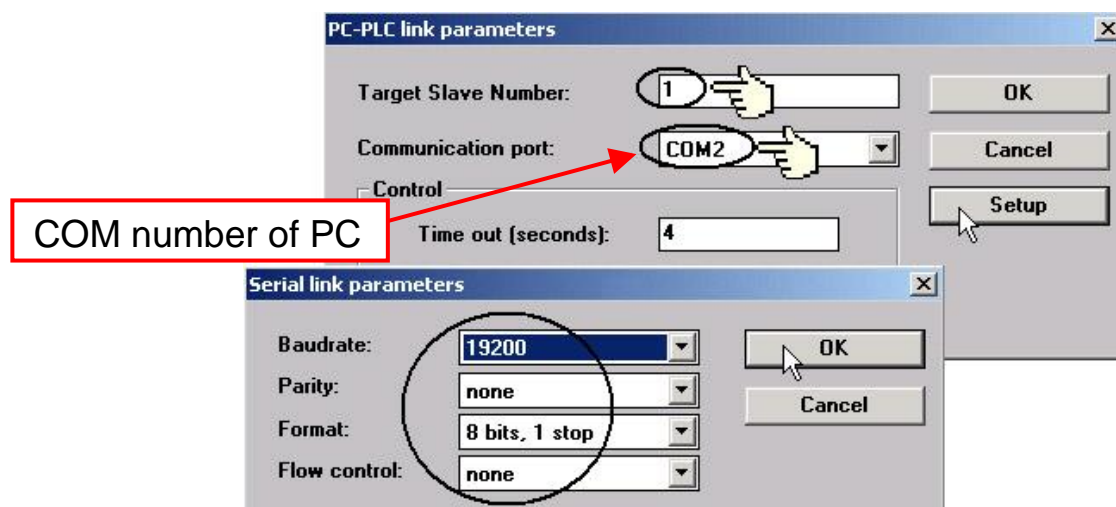 PC-PLC link parameters
Target Slave Number: 1 OK
Communication port: COM2 Cancel
Control Setup
COM number of PC
Time out (seconds): 4
Serial link parameters
Baudrate: 19200 OK
Parity: none Cancel
Format: 8 bits, 1 stop
Flow control: none